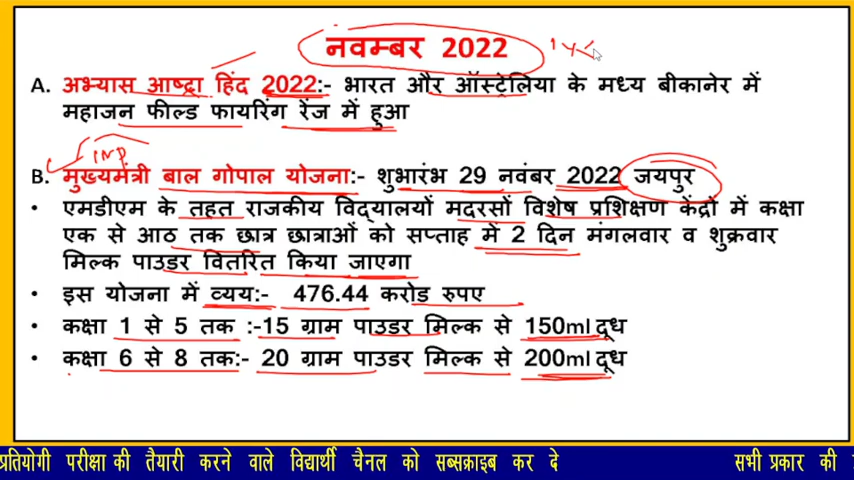 नवम्बर 2022
A. अभ्यास आष्ट्रा हिंद 2022:- भारत और ऑस्ट्रेलिया के मध्य बीकानेर में
महाजन फील्ड फायरिंग रेंज में हुआ
IMP
B. मुख्यमंत्री बाल गोपाल योजना:- शुभारंभ 29 नवंबर 2022 जयपुर
• एमडीएम के तहत राजकीय विद्यालयों मदरसों विशेष प्रशिक्षण केंद्रों में कक्षा
एक से आठ तक छात्र छात्राओं को सप्ताह में 2 दिन मंगलवार व शुक्रवार
मिल्क पाउडर वितरित किया जाएगा
• इस योजना में व्यय:- 476.44 करोड रुपए
• कक्षा 1 से 5 तक :-15 ग्राम पाउडर मिल्क से 150ml दूध
• कक्षा 6 से 8 तक:- 20 ग्राम पाउडर मिल्क से 200ml दूध
प्रतियोगी परीक्षा की तैयारी करने वाले विद्यार्थी चैनल को सब्सक्राइब कर दे सभी प्रकार की